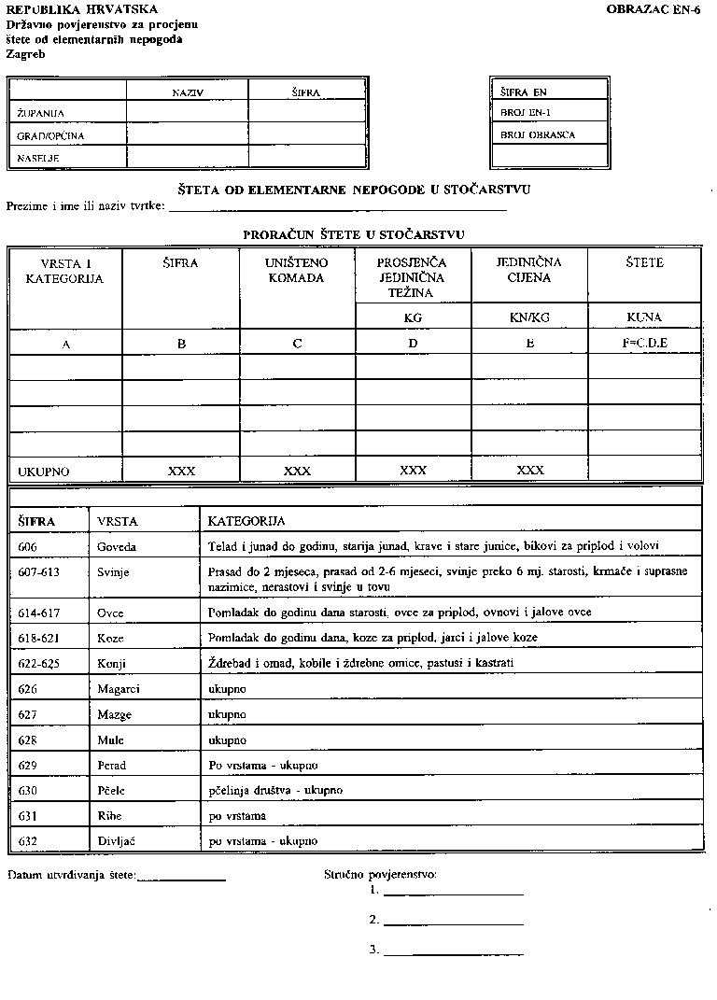 REPUBLIKA HRVATSKA
OBRAZAC EN-6
Državno povjerenstvo za procjenu
štete od elementarnih nepogoda
Zagreb
NAZIV ŠIFRA
ŽUPANIJA
GRAD/OPĆINA
NASELJE
ŠIFRA EN
BROJ EN-1
BROJ OBRASCA
ŠTETA OD ELEMENTARNE NEPOGODE U STOČARSTVU
Prezime i ime ili naziv tvrtke:
PRORAČUN ŠTETE U STOČARSTVU
VRSTA I KATEGORIJA ŠIFRA UNIŠTENO KOMADA PROSJENČA JEDINIČNA TEŽINA JEDINIČNA CIJENA ŠTETE
KG KN/KG KUNA
A B C D E F=C.D.E
UKUPNO XXX XXX XXX XXX
ŠIFRA VRSTA KATEGORIJA
606 Goveda Telad i junad do godinu, starija junad, krave i stare junice, bikovi za priplod i volovi
607-613 Svinje Prasad do 2 mjeseca, prasad od 2-6 mjeseci, svinje preko 6 mj. starosti, krmače i suprasne
nazimice, nerastovi i svinje u tovu
614-617 Ovce Pomladak do godinu dana starosti, ovce za priplod, ovnovi i jalove ovce
618-621 Koze Pomladak do godinu dana, koze za priplod, jarci i jalove koze
622-625 Konji Ždrebad i omad, kobile i ždrebne omice, pastusi i kastrati
626 Magarci ukupno
627 Mazge ukupno
628 Mule ukupno
629 Perad Po vrstama - ukupno
630 Pčele pčelinja društva - ukupno
631 Ribe po vrstama
632 Divljač po vrstama - ukupno
Datum utvrđivanja štete:
Stručno povjerenstvo:
1.
2.
3.